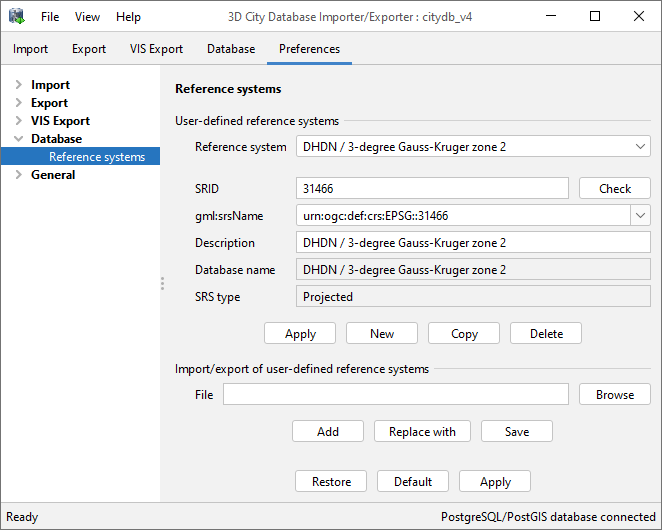 3D City Database Importer/Exporter : citydb_v4
File View Help
Import Export VIS Export Database Preferences
Import
Export
VIS Export
Database
Reference systems
General
Reference systems
User-defined reference systems
Reference system DHDN / 3-degree Gauss-Kruger zone 2
SRID 31466 Check
gml:srsName urn:ogc:def:crs:EPSG::31466
Description DHDN / 3-degree Gauss-Kruger zone 2
Database name DHDN / 3-degree Gauss-Kruger zone 2
SRS type Projected
Apply New Copy Delete
Import/export of user-defined reference systems
File Browse
Add Replace with Save
Restore Default Apply
Ready PostgreSQL/PostGIS database connected